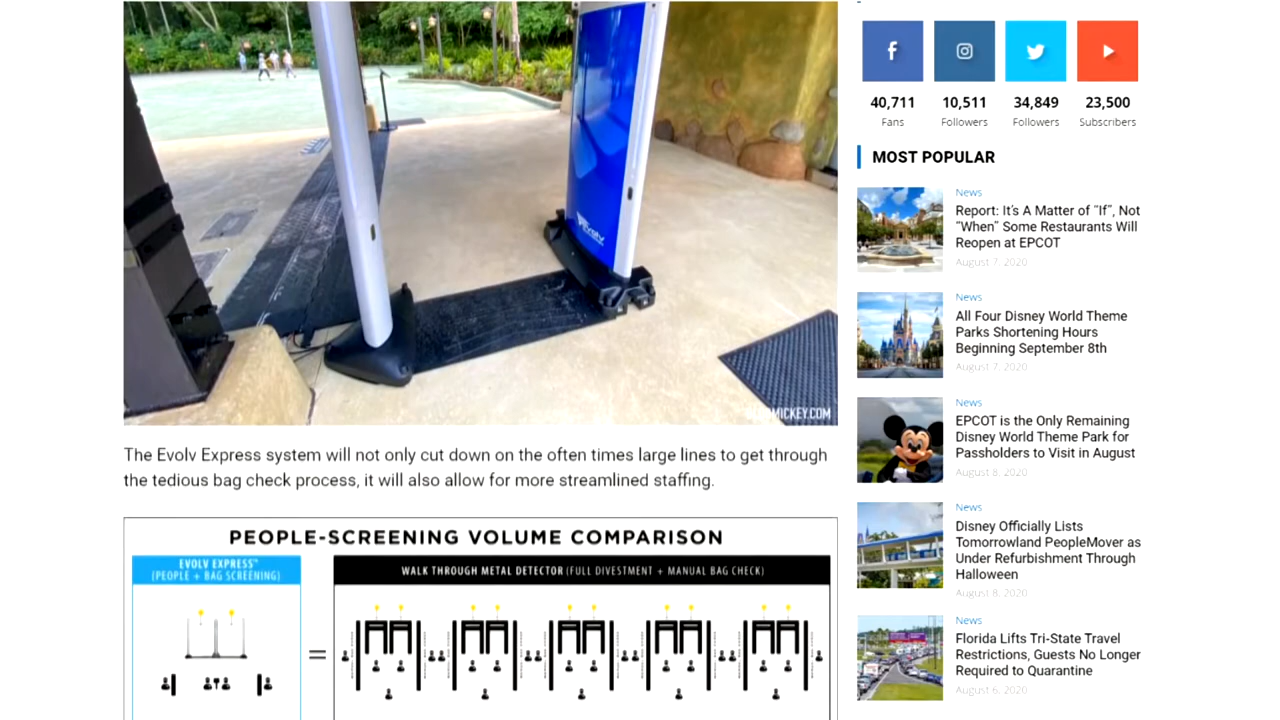 Evolv
MICKEY.COM
The Evolv Express system will not only cut down on the often times large lines to get through
the tedious bag check process, it will also allow for more streamlined staffing.
PEOPLE-SCREENING VOLUME COMPARISON
EVOLV EXPRESS™
(PEOPLE + BAG SCREENING)
WALK THROUGH METAL DETECTOR (FULL DIVESTMENT + MANUAL BAG CHECK)
=
40,711
Fans
10,511
Followers
34,849
Followers
23,500
Subscribers
MOST POPULAR
News
Report: It's A Matter of “If”, Not
“When” Some Restaurants Will
Reopen at EPCOT
August 7, 2020
News
All Four Disney World Theme
Parks Shortening Hours
Beginning September 8th
August 7, 2020
News
EPCOT is the Only Remaining
Disney World Theme Park for
Passholders to Visit in August
August 8, 2020
News
Disney Officially Lists
Tomorrowland PeopleMover as
Under Refurbishment Through
Halloween
August 8, 2020
News
Florida Lifts Tri-State Travel
Restrictions, Guests No Longer
Required to Quarantine
August 6, 2020